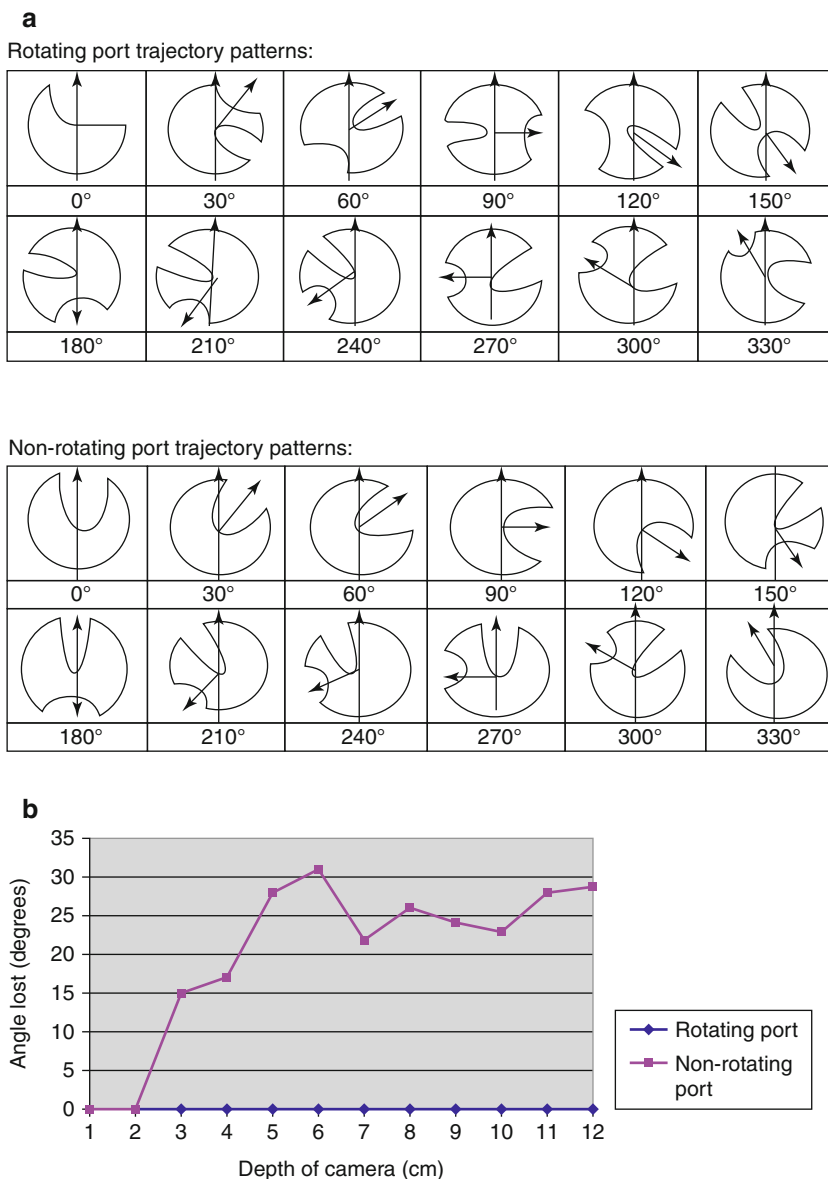 a
Rotating port trajectory patterns:
0° 30° 60° 90° 120° 150°
180° 210° 240° 270° 300° 330°
Non-rotating port trajectory patterns:
0° 30° 60° 90° 120° 150°
180° 210° 240° 270° 300° 330°
b
35
30
25
20
15
10
5
0
Angle lost (degrees)
1 2 3 4 5 6 7 8 9 10 11 12
Depth of camera (cm)
Rotating port
Non-rotating
port